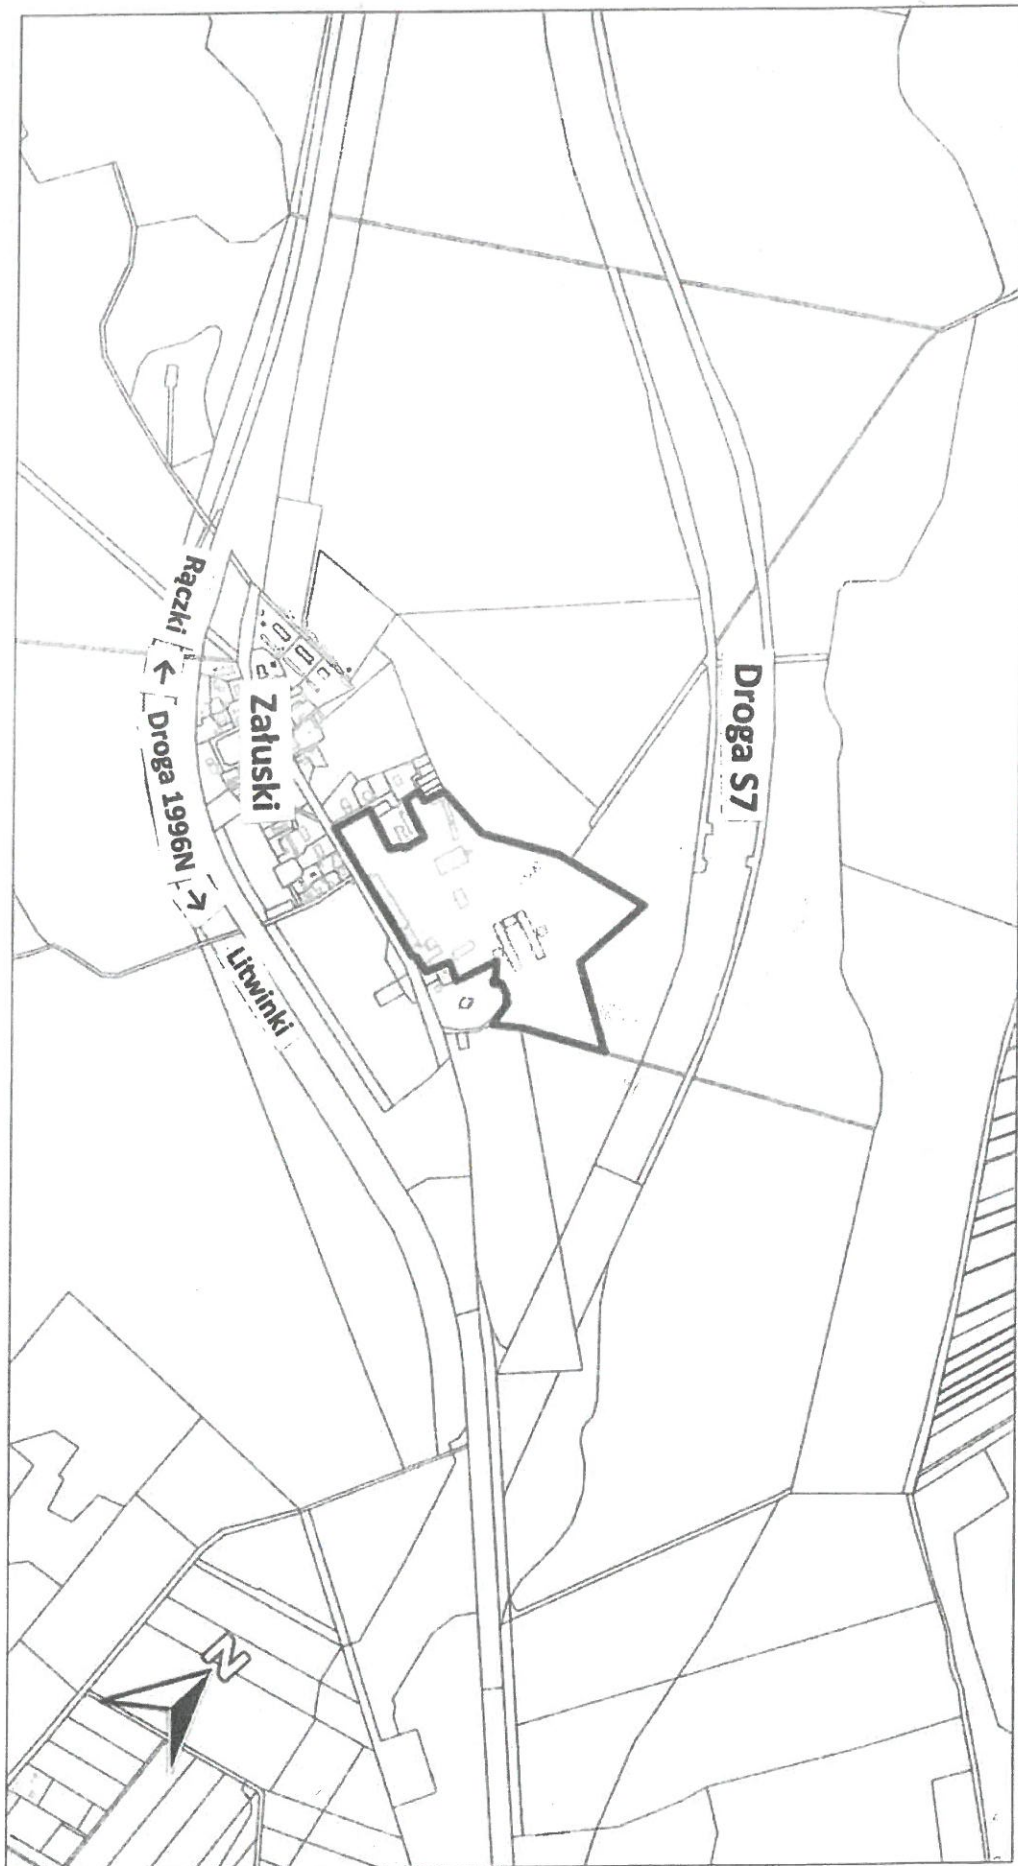 Droga S7
Załuski
Rączki
← Droga 1996N →
Litwinki
N